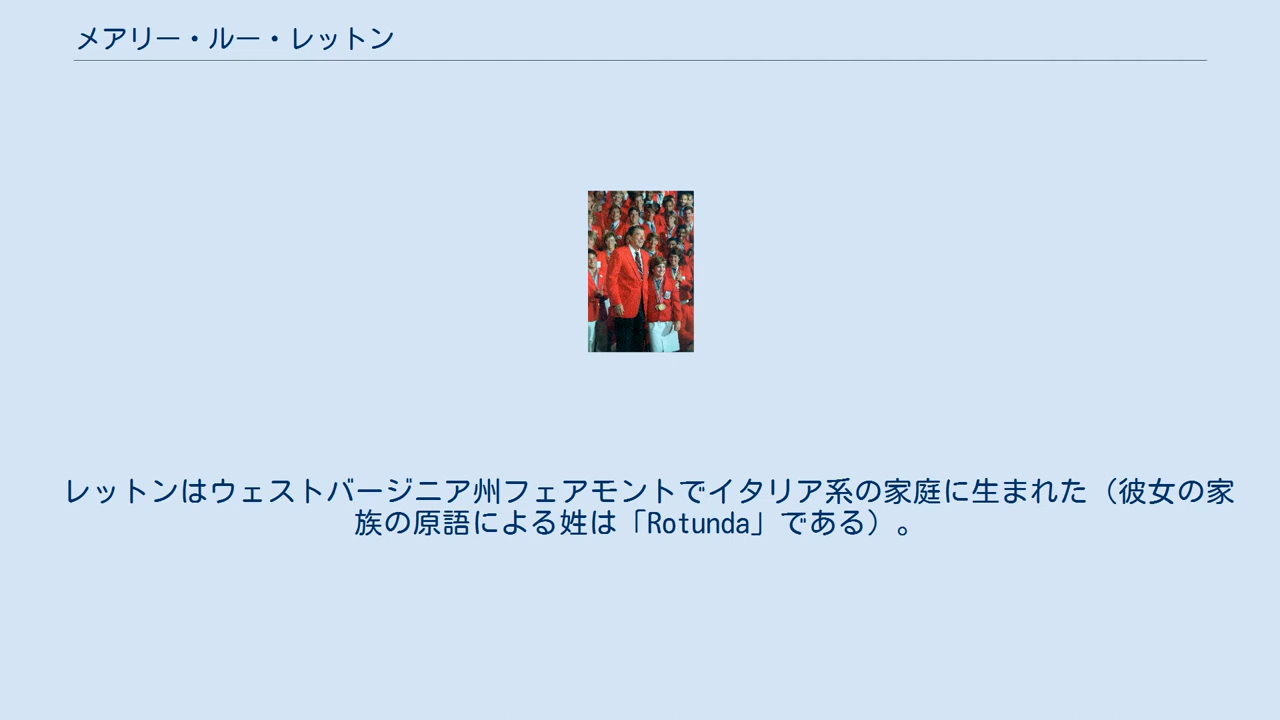 メアリー・ルー・レットン
レットンはウェストバージニア州フェアモントでイタリア系の家庭に生まれた（彼女の家
族の原語による姓は「Rotunda」である）。